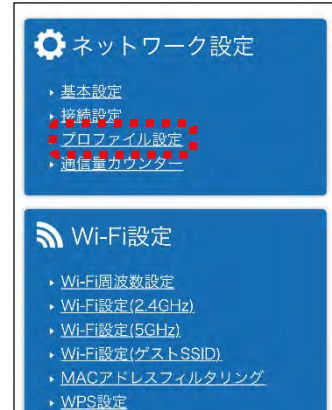 ネットワーク設定
基本設定
接続設定
プロファイル設定
通信量カウンター
Wi-Fi設定
Wi-Fi周波数設定
Wi-Fi設定(2.4GHz)
Wi-Fi設定(5GHz)
Wi-Fi設定(ゲストSSID)
MACアドレスフィルタリング
WPS設定